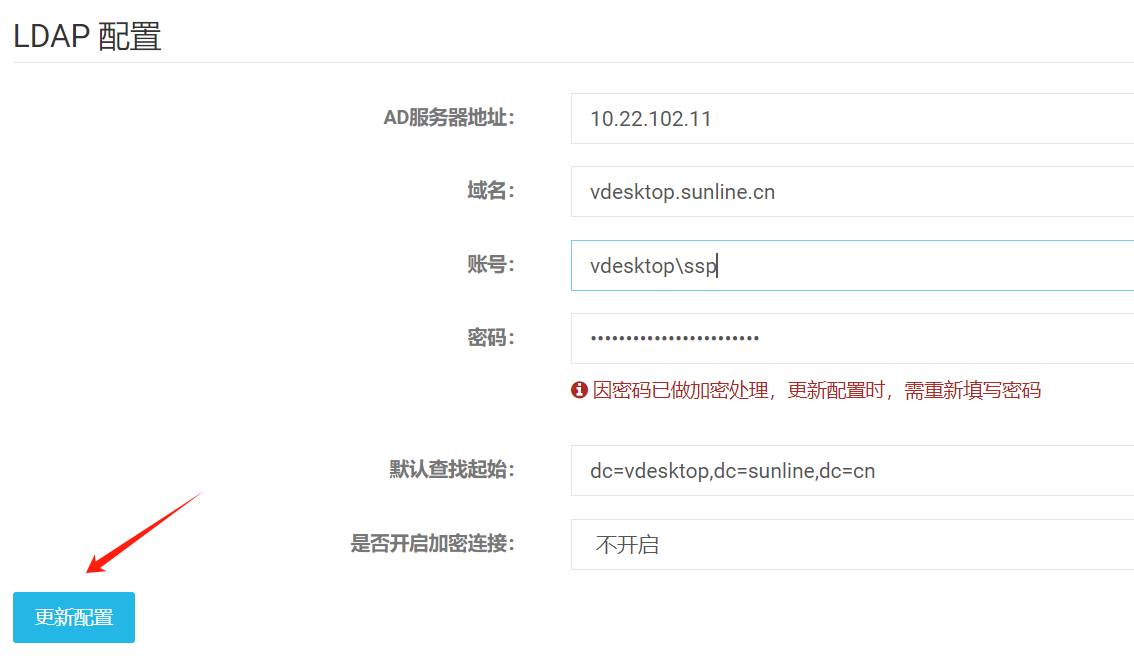 LDAP 配置
AD服务器地址： 10.22.102.11
域名： vdesktop.sunline.cn
账号： vdesktop\ssp
密码： ••••••••••••••••••••••••
因密码已做加密处理，更新配置时，需重新填写密码
默认查找起始： dc=vdesktop,dc=sunline,dc=cn
是否开启加密连接： 不开启
更新配置